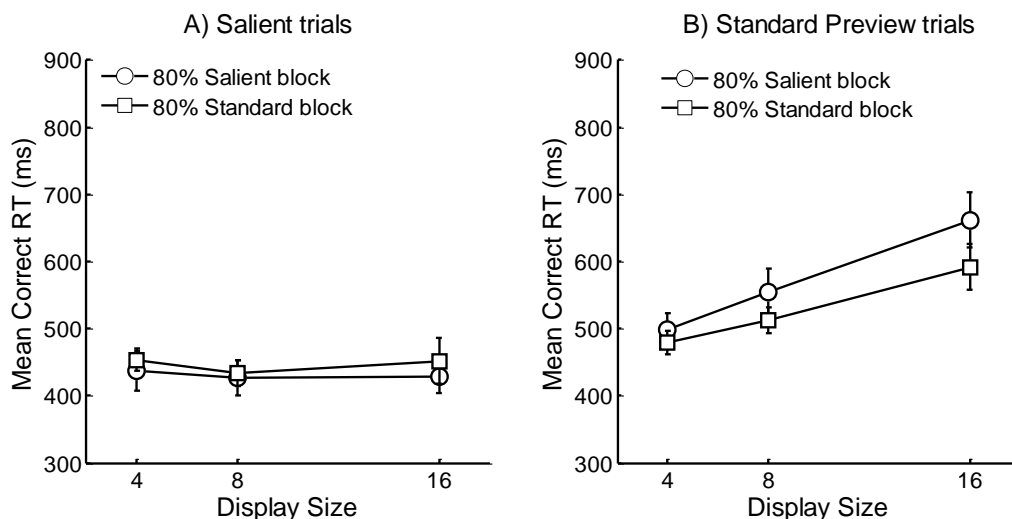 A) Salient trials
900
800
700
600
500
400
300
Mean Correct RT (ms)
80% Salient block
80% Standard block
4 8 16
Display Size
B) Standard Preview trials
900
800
700
600
500
400
300
Mean Correct RT (ms)
80% Salient block
80% Standard block
4 8 16
Display Size